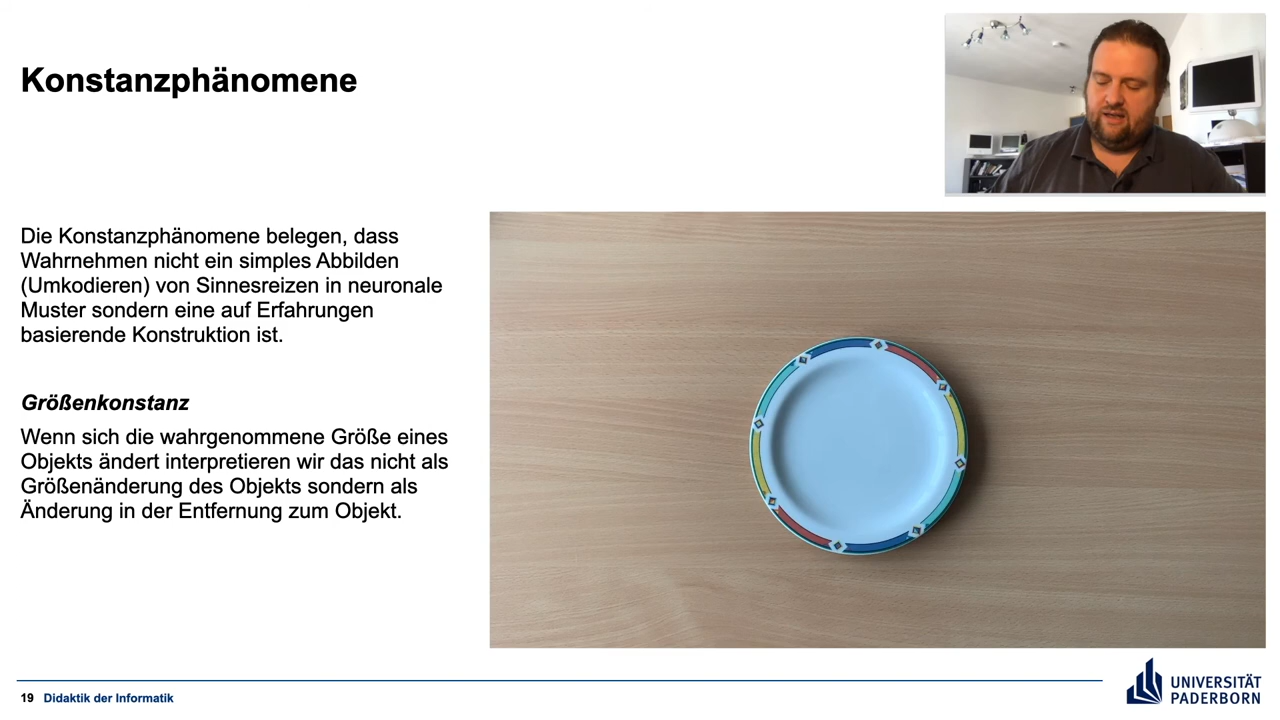 Konstanzphänomene
Die Konstanzphänomene belegen, dass
Wahrnehmen nicht ein simples Abbilden
(Umkodieren) von Sinnesreizen in neuronale
Muster sondern eine auf Erfahrungen
basierende Konstruktion ist.
Größenkonstanz
Wenn sich die wahrgenommene Größe eines
Objekts ändert interpretieren wir das nicht als
Größenänderung des Objekts sondern als
Änderung in der Entfernung zum Objekt.
19 Didaktik der Informatik
UNIVERSITÄT
PADERBORN